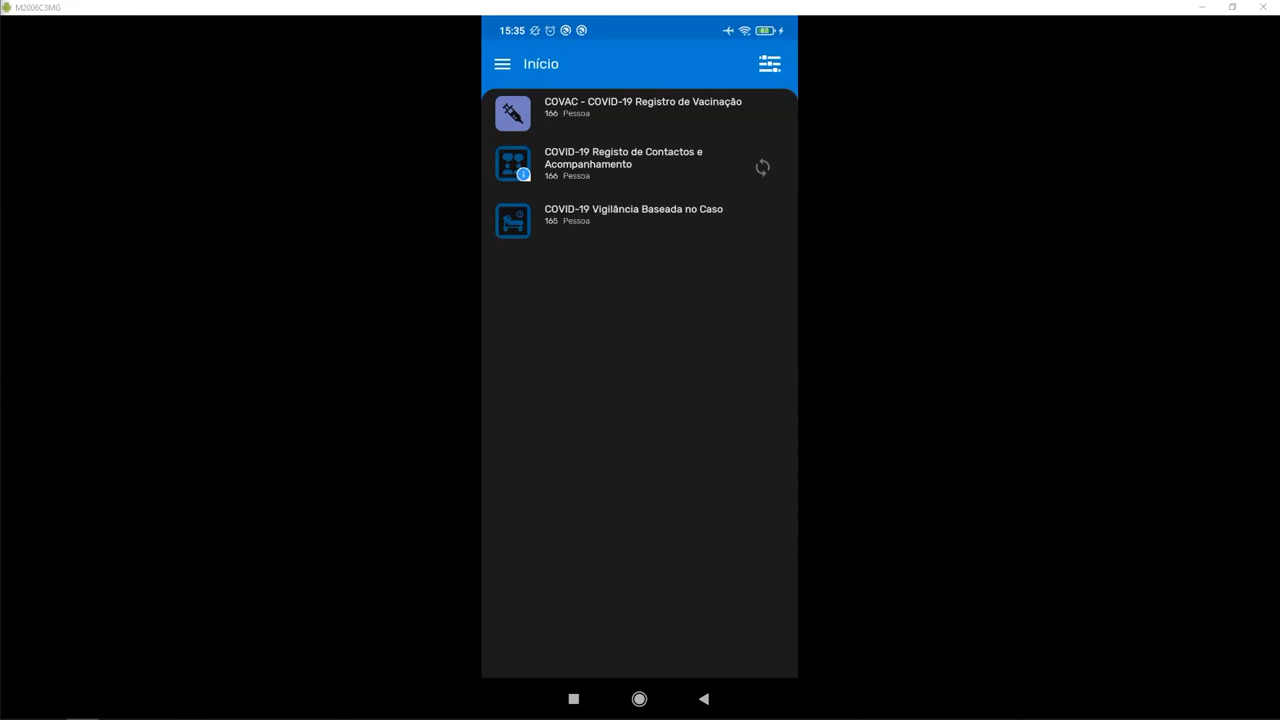 M2006C3MG
15:35
82
Início
COVAC - COVID-19 Registro de Vacinação
166 Pessoa
COVID-19 Registo de Contactos e
Acompanhamento
166 Pessoa
COVID-19 Vigilância Baseada no Caso
165 Pessoa